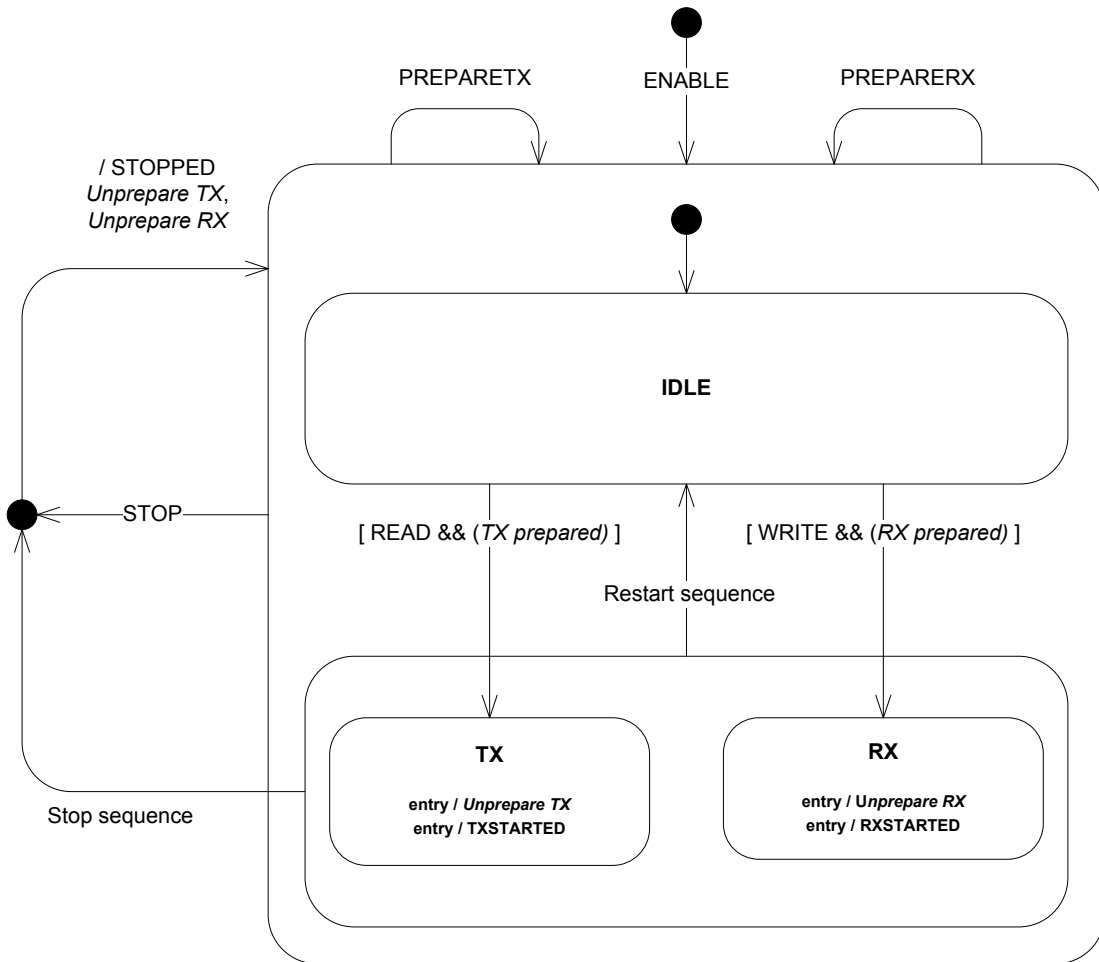 PREPARETX
ENABLE
PREPARERX
/ STOPPED
Unprepare TX,
Unprepare RX
IDLE
STOP
[ READ && (TX prepared) ]
[ WRITE && (RX prepared) ]
Restart sequence
TX
entry / Unprepare TX
entry / TXSTARTED
RX
entry / Unprepare RX
entry / RXSTARTED
Stop sequence